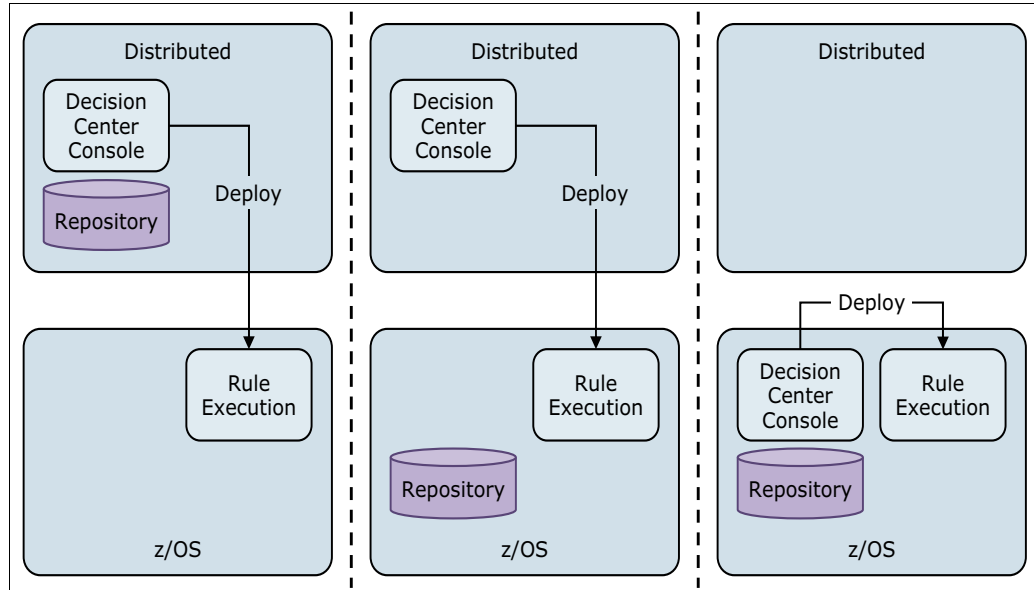 Distributed
Decision
Center
Console
Deploy
Repository
Rule
Execution
z/OS
Distributed
Decision
Center
Console
Deploy
Rule
Execution
Repository
z/OS
Distributed
Deploy
Decision
Center
Console
Rule
Execution
Repository
z/OS